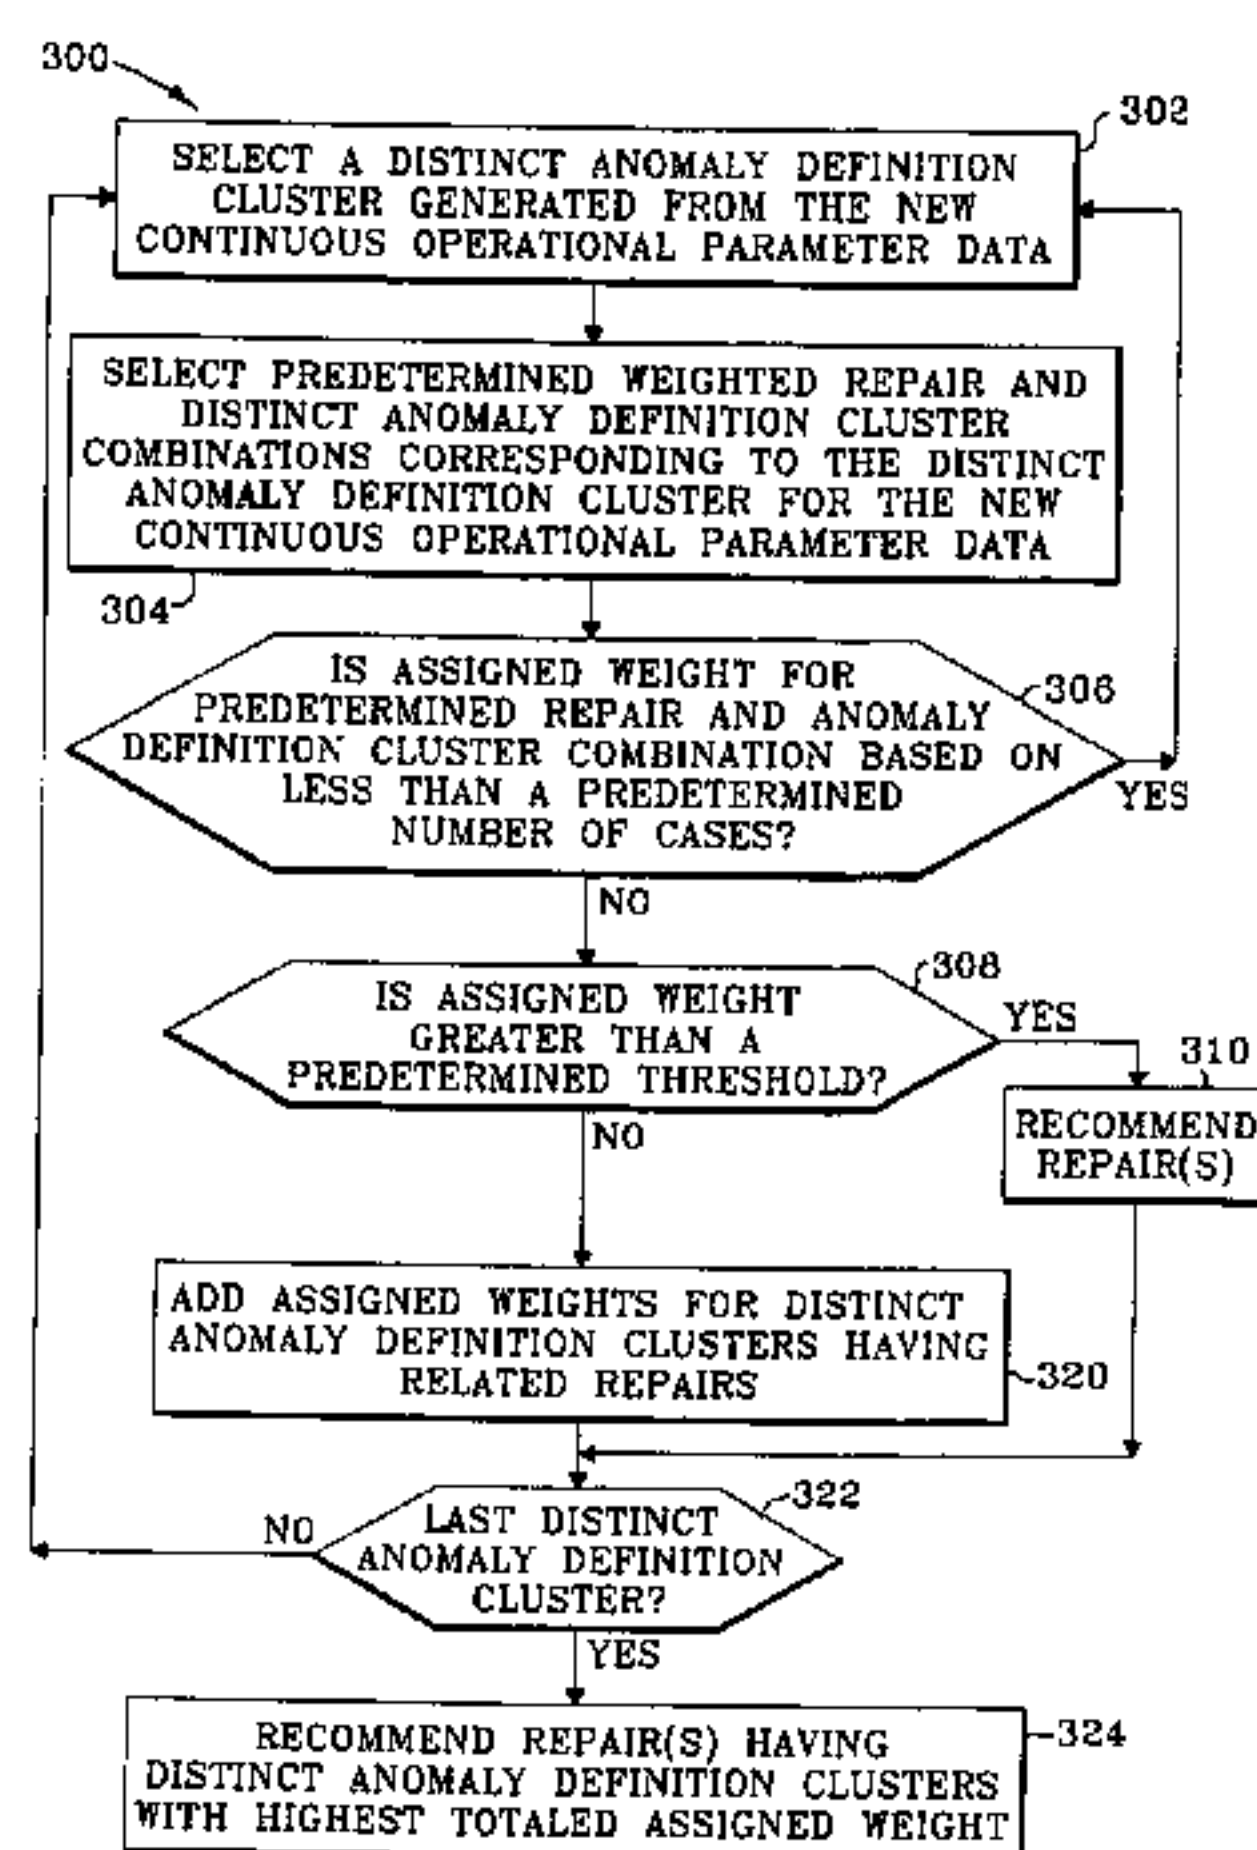 300
302
SELECT A DISTINCT ANOMALY DEFINITION
CLUSTER GENERATED FROM THE NEW
CONTINUOUS OPERATIONAL PARAMETER DATA
SELECT PREDETERMINED WEIGHTED REPAIR AND
DISTINCT ANOMALY DEFINITION CLUSTER
COMBINATIONS CORRESPONDING TO THE DISTINCT
ANOMALY DEFINITION CLUSTER FOR THE NEW
CONTINUOUS OPERATIONAL PARAMETER DATA
304
IS ASSIGNED WEIGHT FOR
PREDETERMINED REPAIR AND ANOMALY
DEFINITION CLUSTER COMBINATION BASED ON
LESS THAN A PREDETERMINED
NUMBER OF CASES?
306
YES
NO
308
IS ASSIGNED WEIGHT
GREATER THAN A
PREDETERMINED THRESHOLD?
YES
310
RECOMMEND
REPAIR(S)
NO
ADD ASSIGNED WEIGHTS FOR DISTINCT
ANOMALY DEFINITION CLUSTERS HAVING
RELATED REPAIRS
320
322
LAST DISTINCT
ANOMALY DEFINITION
CLUSTER?
NO
YES
324
RECOMMEND REPAIR(S) HAVING
DISTINCT ANOMALY DEFINITION CLUSTERS
WITH HIGHEST TOTALED ASSIGNED WEIGHT